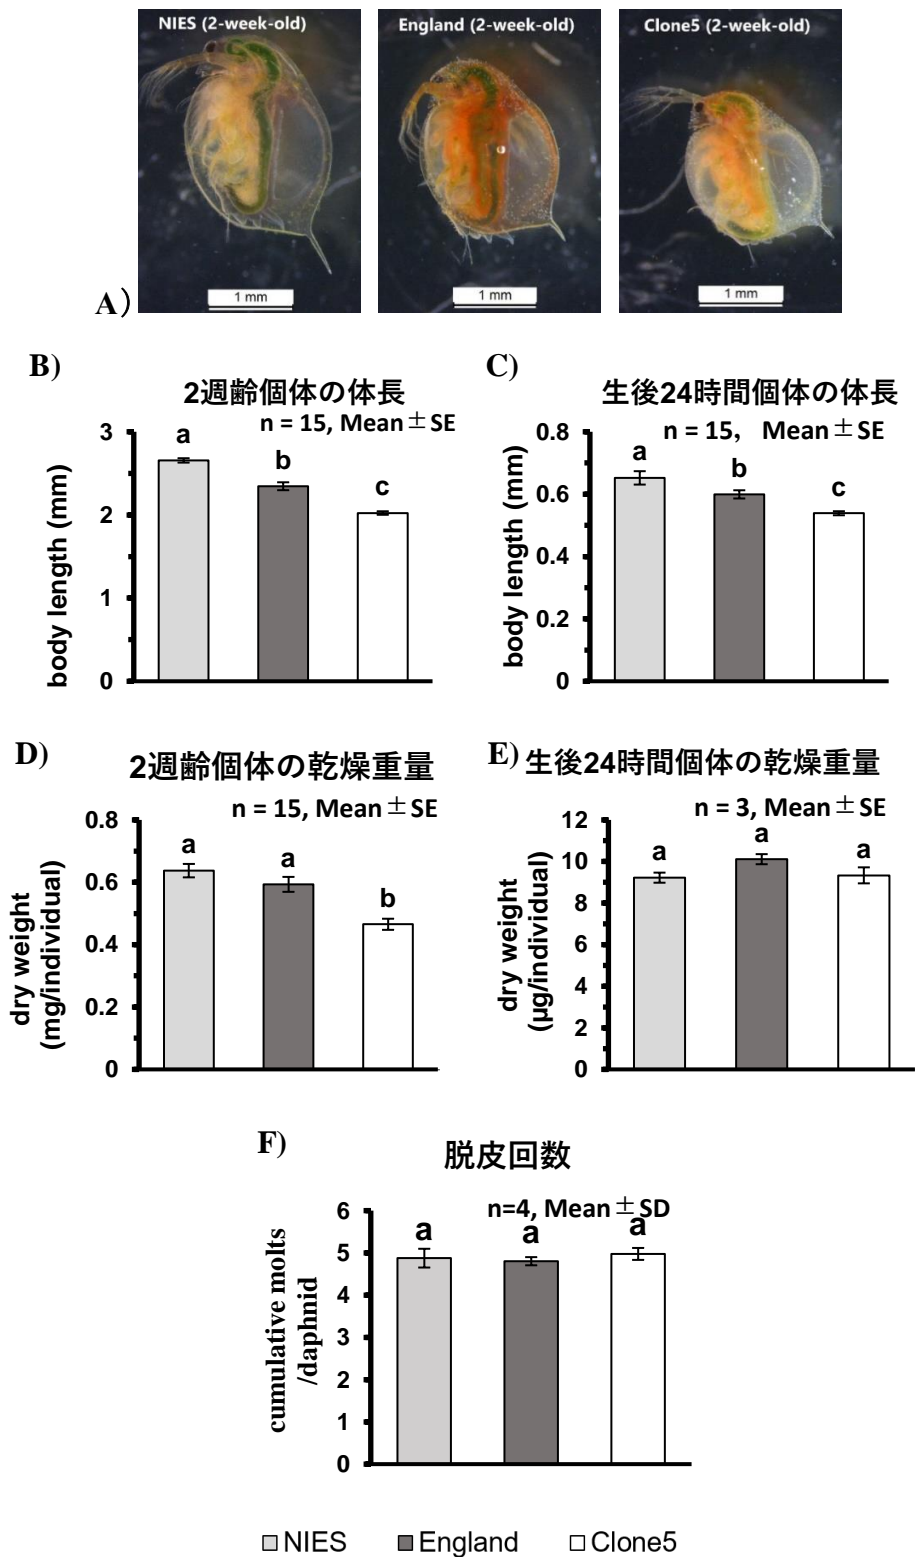 NIES (2-week-old)
England (2-week-old)
Clone5 (2-week-old)
1 mm
1 mm
1 mm
A)
B)
2週齢個体の体長
n = 15, Mean ± SE
body length (mm)
3
2
1
0
a
b
c
C)
生後24時間個体の体長
n = 15, Mean ± SE
body length (mm)
0.8
0.6
0.4
0.2
0
a
b
c
D)
2週齢個体の乾燥重量
n = 15, Mean ± SE
dry weight
(mg/individual)
0.8
0.6
0.4
0.2
0
a
a
b
E)
生後24時間個体の乾燥重量
n = 3, Mean ± SE
dry weight
(µg/individual)
12
10
8
6
4
2
0
a
a
a
F)
脱皮回数
n=4, Mean ± SD
cumulative molts
/daphnid
6
5
4
3
2
1
0
a
a
a
NIES
England
Clone5